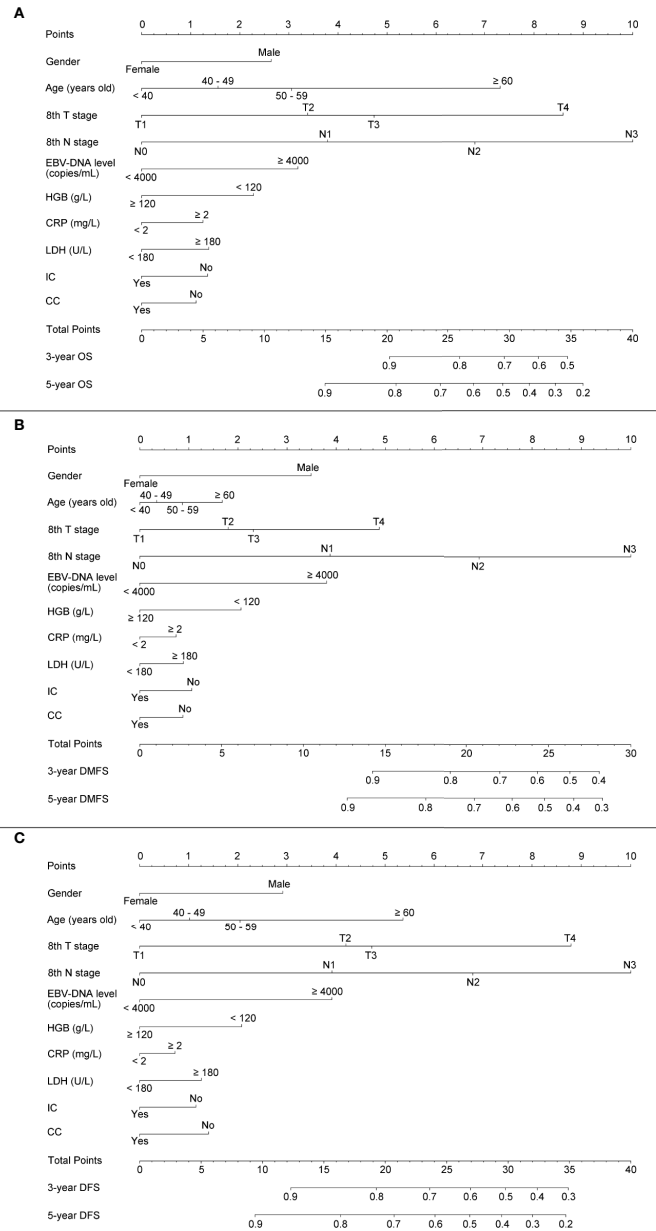 A
Points 0 1 2 3 4 5 6 7 8 9 10
Gender Male
Female
Age (years old) 40 - 49 ≥ 60
< 40 50 - 59
8th T stage T2 T4
T1 T3
8th N stage N1 N3
N0 N2
EBV-DNA level
(copies/mL) ≥ 4000
< 4000
HGB (g/L) < 120
≥ 120
CRP (mg/L) ≥ 2
< 2
LDH (U/L) ≥ 180
< 180
IC No
Yes
CC No
Yes
Total Points
0 5 10 15 20 25 30 35 40
3-year OS
0.9 0.8 0.7 0.6 0.5
5-year OS
0.9 0.8 0.7 0.6 0.5 0.4 0.3 0.2
B
Points 0 1 2 3 4 5 6 7 8 9 10
Gender Male
Female
Age (years old) 40 - 49 ≥ 60
< 40 50 - 59
8th T stage T2 T4
T1 T3
8th N stage N1 N3
N0 N2
EBV-DNA level
(copies/mL) ≥ 4000
< 4000
HGB (g/L) < 120
≥ 120
CRP (mg/L) ≥ 2
< 2
LDH (U/L) ≥ 180
< 180
IC No
Yes
CC No
Yes
Total Points
0 5 10 15 20 25 30
3-year DMFS
0.9 0.8 0.7 0.6 0.5 0.4
5-year DMFS
0.9 0.8 0.7 0.6 0.5 0.4 0.3
C
Points 0 1 2 3 4 5 6 7 8 9 10
Gender Male
Female
Age (years old) 40 - 49 ≥ 60
< 40 50 - 59
8th T stage T2 T4
T1 T3
8th N stage N1 N3
N0 N2
EBV-DNA level
(copies/mL) ≥ 4000
< 4000
HGB (g/L) < 120
≥ 120
CRP (mg/L) ≥ 2
< 2
LDH (U/L) ≥ 180
< 180
IC No
Yes
CC No
Yes
Total Points
0 5 10 15 20 25 30 35 40
3-year DFS
0.9 0.8 0.7 0.6 0.5 0.4 0.3
5-year DFS
0.9 0.8 0.7 0.6 0.5 0.4 0.3 0.2